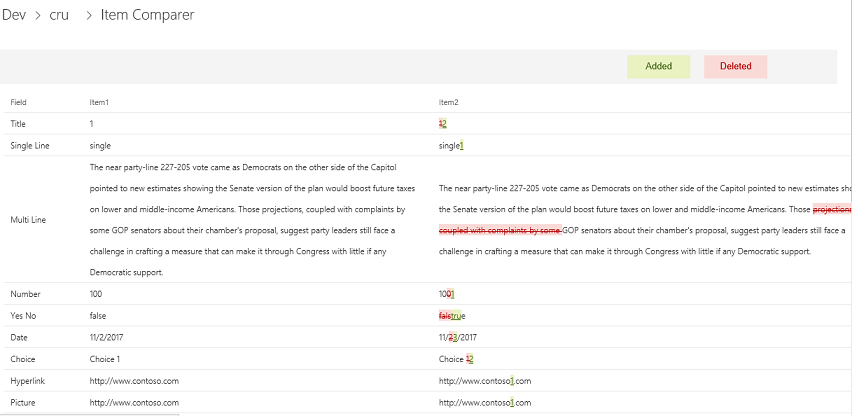 Dev > cru > Item Comparer
Added Deleted
Field Item1 Item2
Title 1 12
Single Line single single1
The near party-line 227-205 vote came as Democrats on the other side of the Capitol
pointed to new estimates showing the Senate version of the plan would boost future taxes
The near party-line 227-205 vote came as Democrats on the other side of the Capitol pointed to new estimates sh
on lower and middle-income Americans. Those projections, coupled with complaints by
the Senate version of the plan would boost future taxes on lower and middle-income Americans. Those projections
Multi Line
some GOP senators about their chamber's proposal, suggest party leaders still face a
coupled with complaints by some GOP senators about their chamber's proposal, suggest party leaders still face a
challenge in crafting a measure that can make it through Congress with little if any
challenge in crafting a measure that can make it through Congress with little if any Democratic support.
Democratic support.
Number 100 1001
Yes No false falstrue
Date 11/2/2017 11/23/2017
Choice Choice 1 Choice 12
Hyperlink http://www.contoso.com http://www.contoso1.com
Picture http://www.contoso.com http://www.contoso1.com